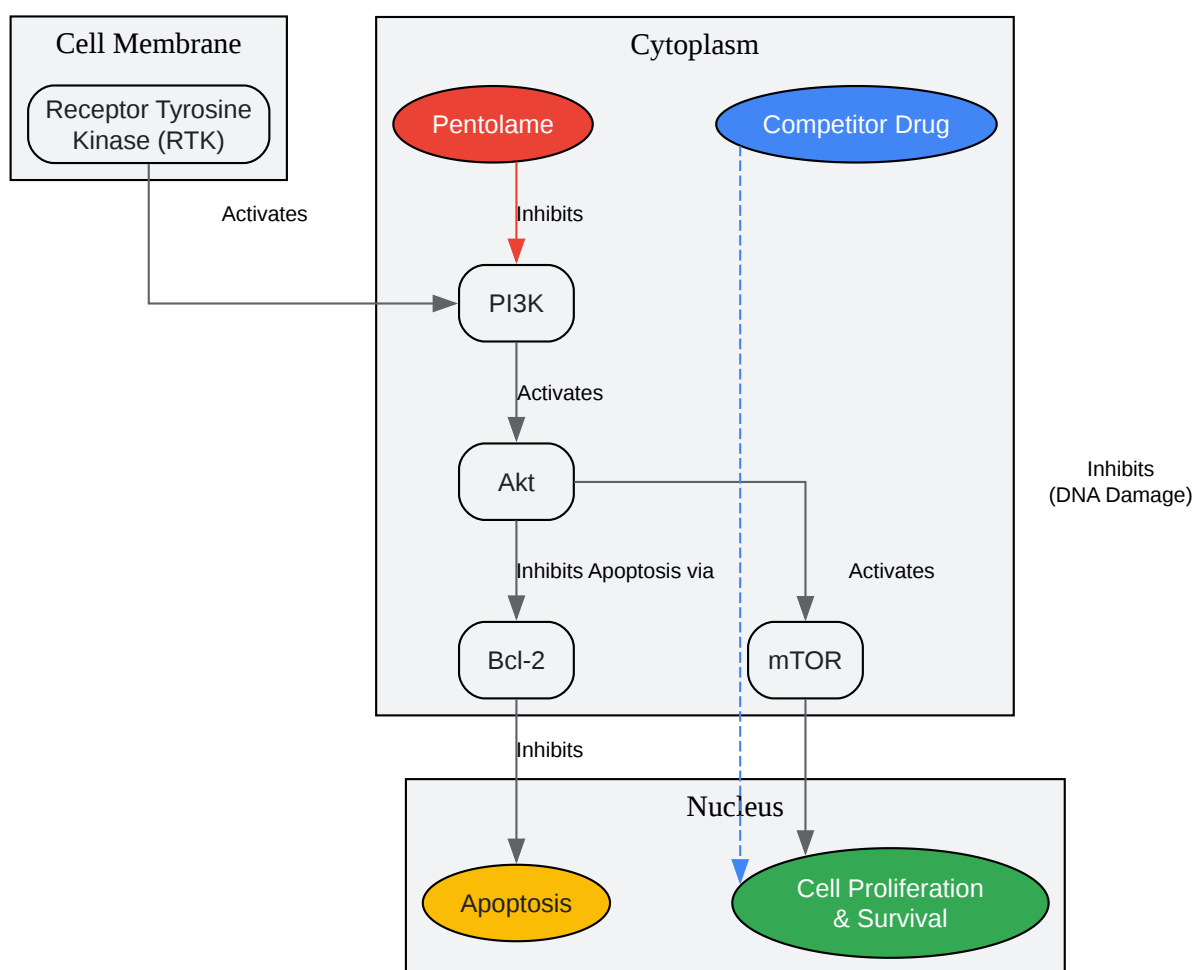 Cell Membrane
Receptor Tyrosine
Kinase (RTK)
Cytoplasm
Pentolame
Competitor Drug
Activates
Inhibits
PI3K
Activates
Akt
Inhibits
(DNA Damage)
Inhibits Apoptosis via
Activates
Bcl-2
mTOR
Inhibits
Nucleus
Apoptosis
Cell Proliferation
& Survival